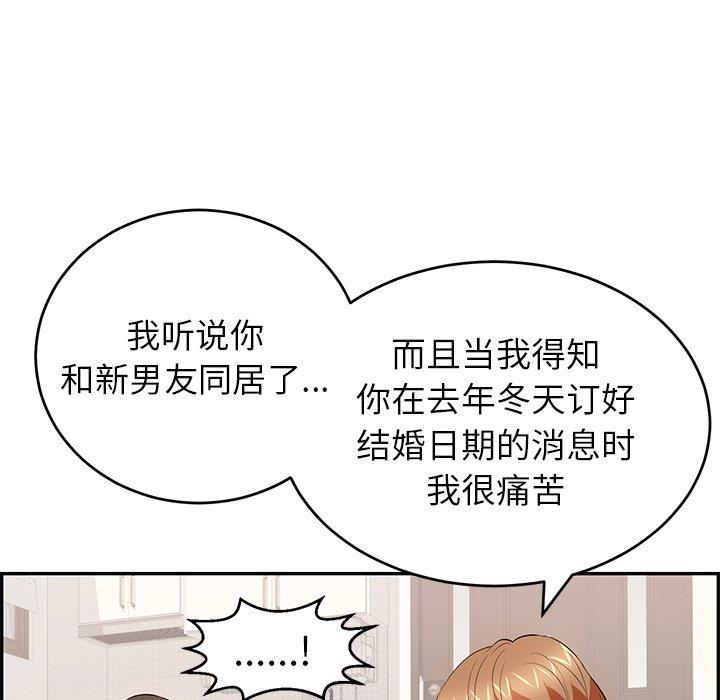 我听说你
和新男友同居了...
而且当我得知
你在去年冬天订好
结婚日期的消息时
我很痛苦
......!